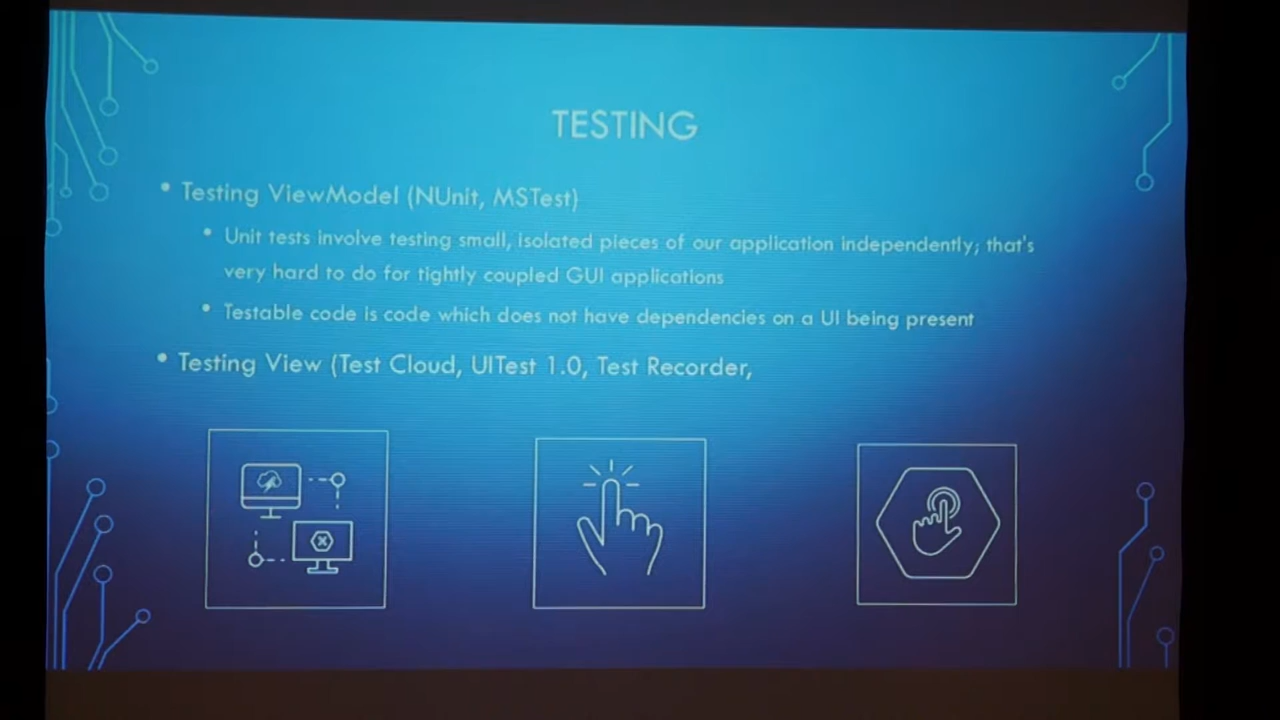 TESTING
• Testing ViewModel (NUnit, MSTest)
• Unit tests involve testing small, isolated pieces of our application independently; that's
very hard to do for tightly coupled GUI applications
• Testable code is code which does not have dependencies on a UI being present
• Testing View (Test Cloud, UITest 1.0, Test Recorder,